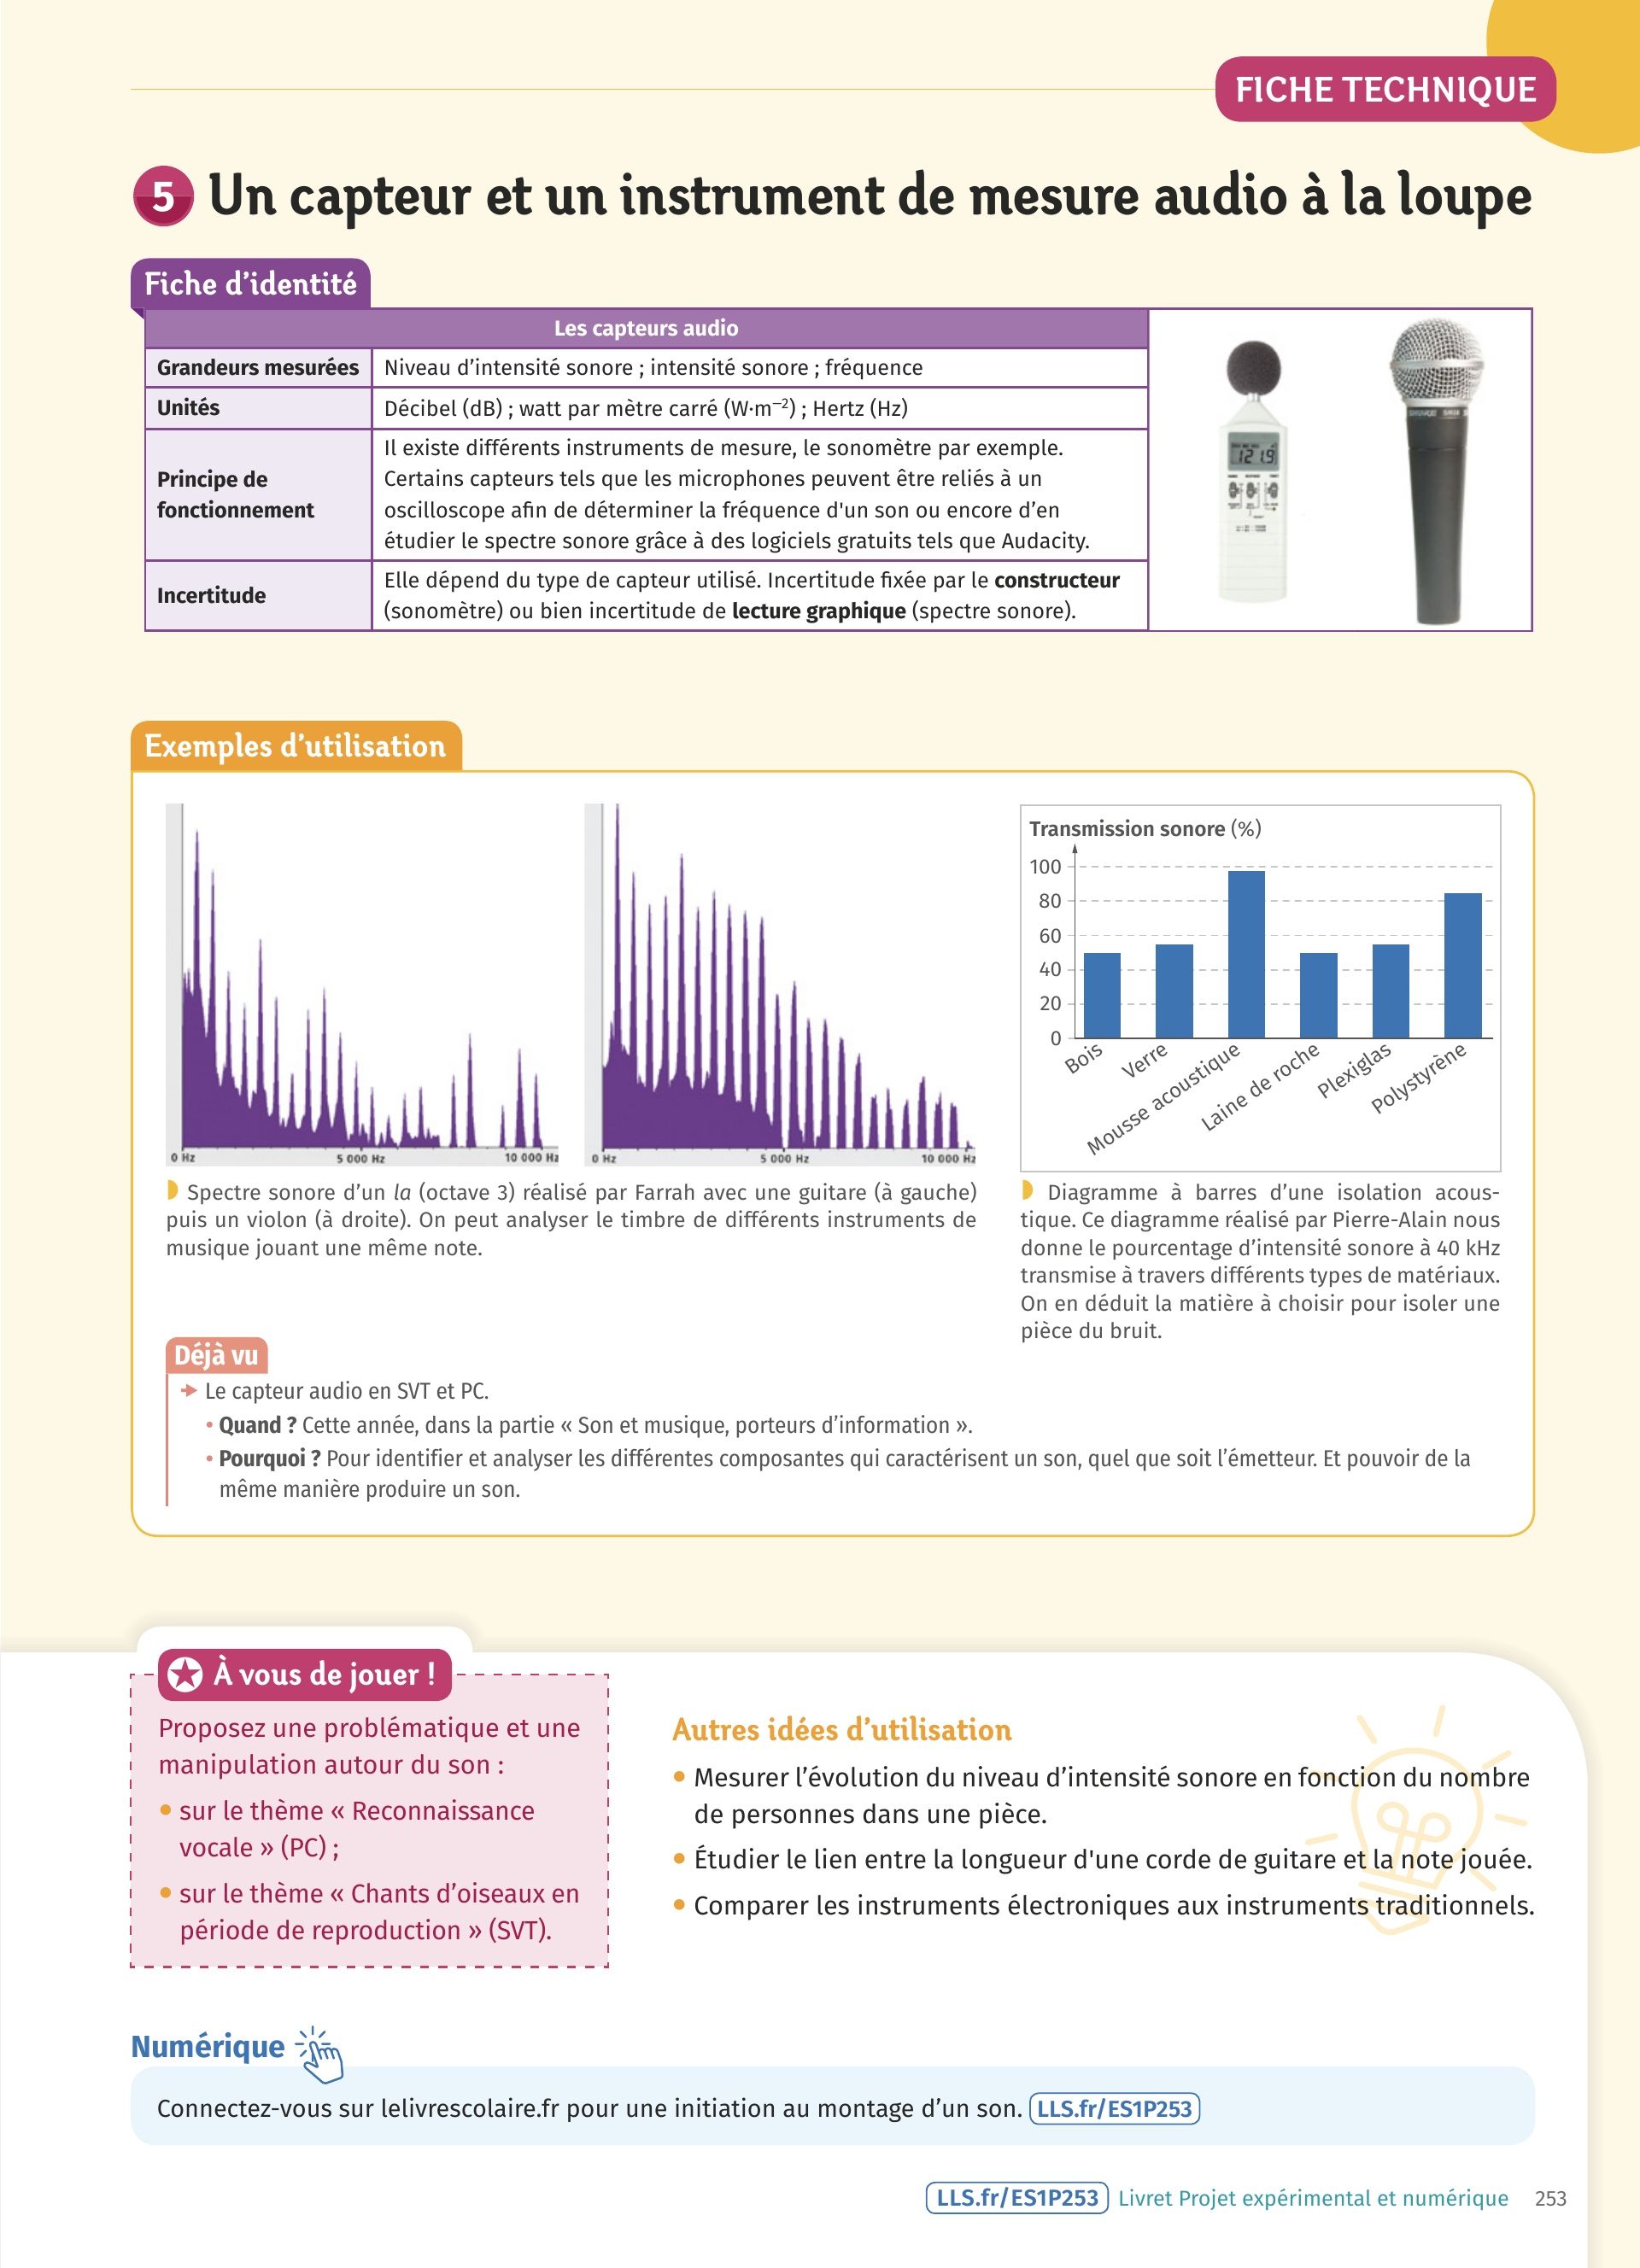 FICHE TECHNIQUE
5 Un capteur et un instrument de mesure audio à la loupe
Fiche d’identité
Les capteurs audio
Grandeurs mesurées
Niveau d’intensité sonore ; intensité sonore ; fréquence
Unités
Décibel (dB) ; watt par mètre carré (W·m⁻²) ; Hertz (Hz)
Principe de
fonctionnement
Il existe différents instruments de mesure, le sonomètre par exemple.
Certains capteurs tels que les microphones peuvent être reliés à un
oscilloscope afin de déterminer la fréquence d'un son ou encore d’en
étudier le spectre sonore grâce à des logiciels gratuits tels que Audacity.
Incertitude
Elle dépend du type de capteur utilisé. Incertitude fixée par le constructeur
(sonomètre) ou bien incertitude de lecture graphique (spectre sonore).
121.9
Exemples d’utilisation
0 Hz 5 000 Hz 10 000 Hz
0 Hz 5 000 Hz 10 000 Hz
Spectre sonore d’un la (octave 3) réalisé par Farrah avec une guitare (à gauche)
puis un violon (à droite). On peut analyser le timbre de différents instruments de
musique jouant une même note.
Transmission sonore (%)
100
80
60
40
20
0
Bois
Verre
Mousse acoustique
Laine de roche
Plexiglas
Polystyrène
Diagramme à barres d’une isolation acous-
tique. Ce diagramme réalisé par Pierre-Alain nous
donne le pourcentage d’intensité sonore à 40 kHz
transmise à travers différents types de matériaux.
On en déduit la matière à choisir pour isoler une
pièce du bruit.
Déjà vu
Le capteur audio en SVT et PC.
• Quand ? Cette année, dans la partie « Son et musique, porteurs d’information ».
• Pourquoi ? Pour identifier et analyser les différentes composantes qui caractérisent un son, quel que soit l’émetteur. Et pouvoir de la
même manière produire un son.
À vous de jouer !
Proposez une problématique et une
manipulation autour du son :
• sur le thème « Reconnaissance
vocale » (PC) ;
• sur le thème « Chants d’oiseaux en
période de reproduction » (SVT).
Autres idées d’utilisation
• Mesurer l’évolution du niveau d’intensité sonore en fonction du nombre
de personnes dans une pièce.
• Étudier le lien entre la longueur d'une corde de guitare et la note jouée.
• Comparer les instruments électroniques aux instruments traditionnels.
Numérique
Connectez-vous sur lelivrescolaire.fr pour une initiation au montage d’un son. LLS.fr/ES1P253
LLS.fr/ES1P253 Livret Projet expérimental et numérique 253